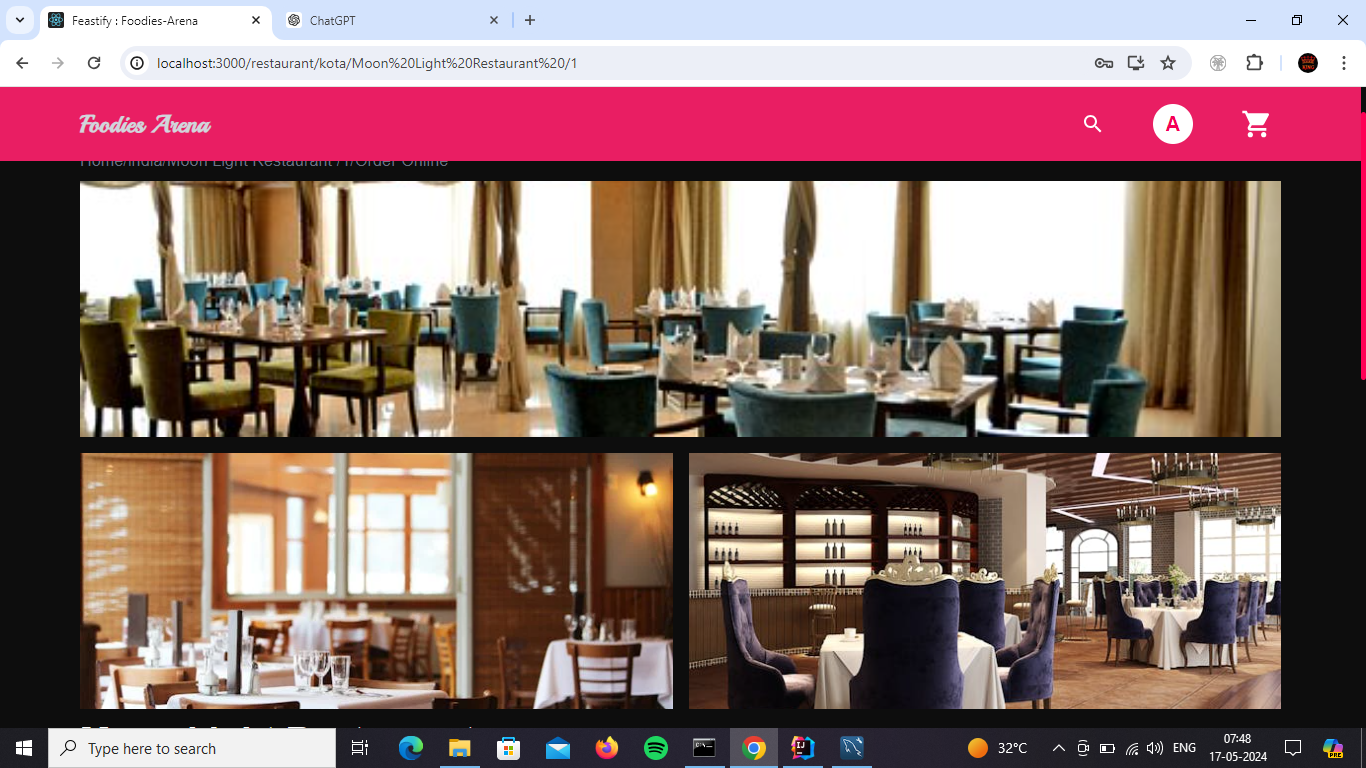 Feastify : Foodies-Arena
ChatGPT
localhost:3000/restaurant/kota/Moon%20Light%20Restaurant%20/1
Foodies Arena
A
Home/india/Moon Light Restaurant /1/Order Online
Type here to search
32°C
ENG
07:48
17-05-2024
PRE